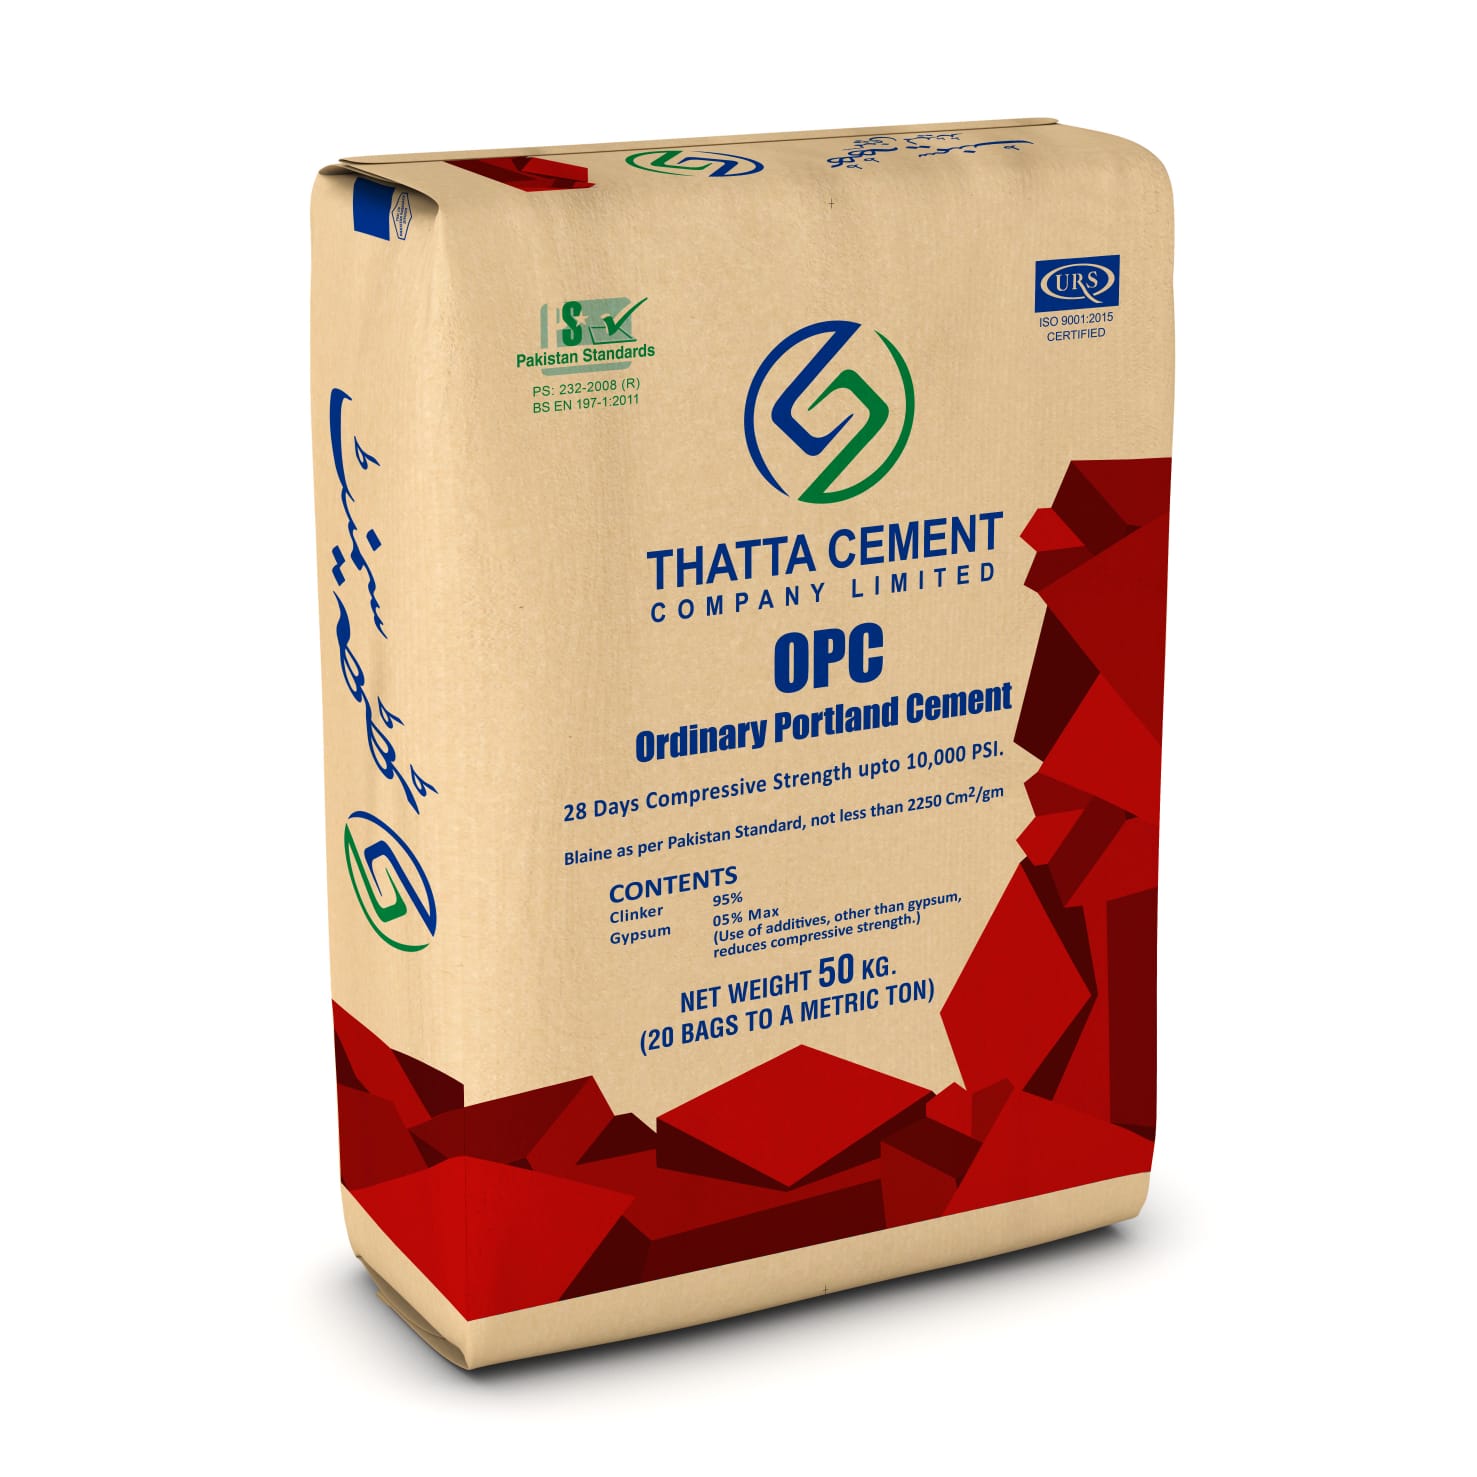 PS
Pakistan Standards
PS: 232-2008 (R)
BS EN 197-1:2011
URS
ISO 9001:2015
CERTIFIED
THATTA CEMENT
COMPANY LIMITED
OPC
Ordinary Portland Cement
28 Days Compressive Strength upto 10,000 PSI.
Blaine as per Pakistan Standard, not less than 2250 Cm²/gm
CONTENTS
Clinker 95%
Gypsum 05% Max
(Use of additives, other than gypsum,
reduces compressive strength.)
NET WEIGHT 50 KG.
(20 BAGS TO A METRIC TON)
ٹھٹھہ سیمنٹ